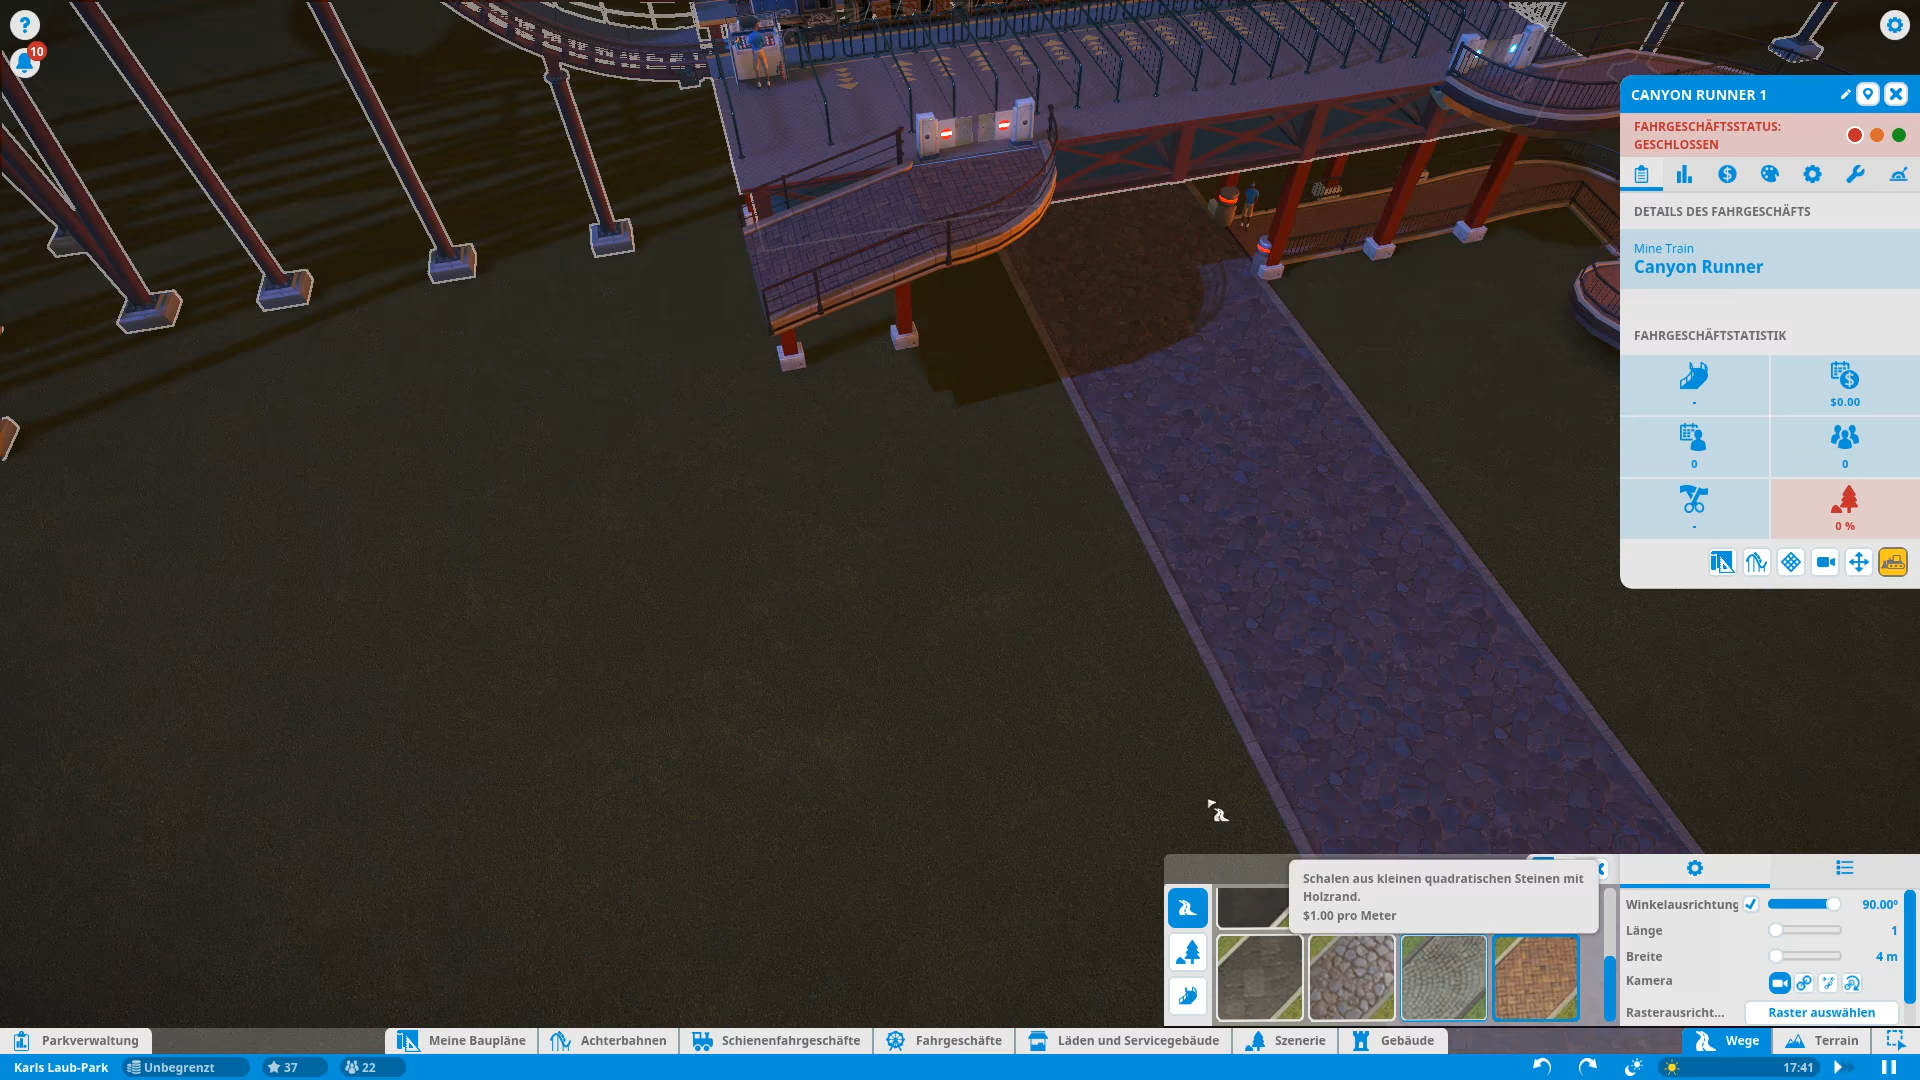 ?
10
CANYON RUNNER 1
FAHRGESCHÄFTSSTATUS:
GESCHLOSSEN
DETAILS DES FAHRGESCHÄFTS
Mine Train
Canyon Runner
FAHRGESCHÄFTSTATISTIK
-
$0.00
0
0
-
0 %
Schalen aus kleinen quadratischen Steinen mit
Holzrand.
$1.00 pro Meter
Winkelausrichtung
90.00°
Länge
1
Breite
4 m
Kamera
Rasterausricht...
Raster auswählen
Parkverwaltung
Meine Baupläne
Achterbahnen
Schienenfahrgeschäfte
Fahrgeschäfte
Läden und Servicegebäude
Szenerie
Gebäude
Wege
Terrain
Karls Laub-Park
Unbegrenzt
37
22
17:41